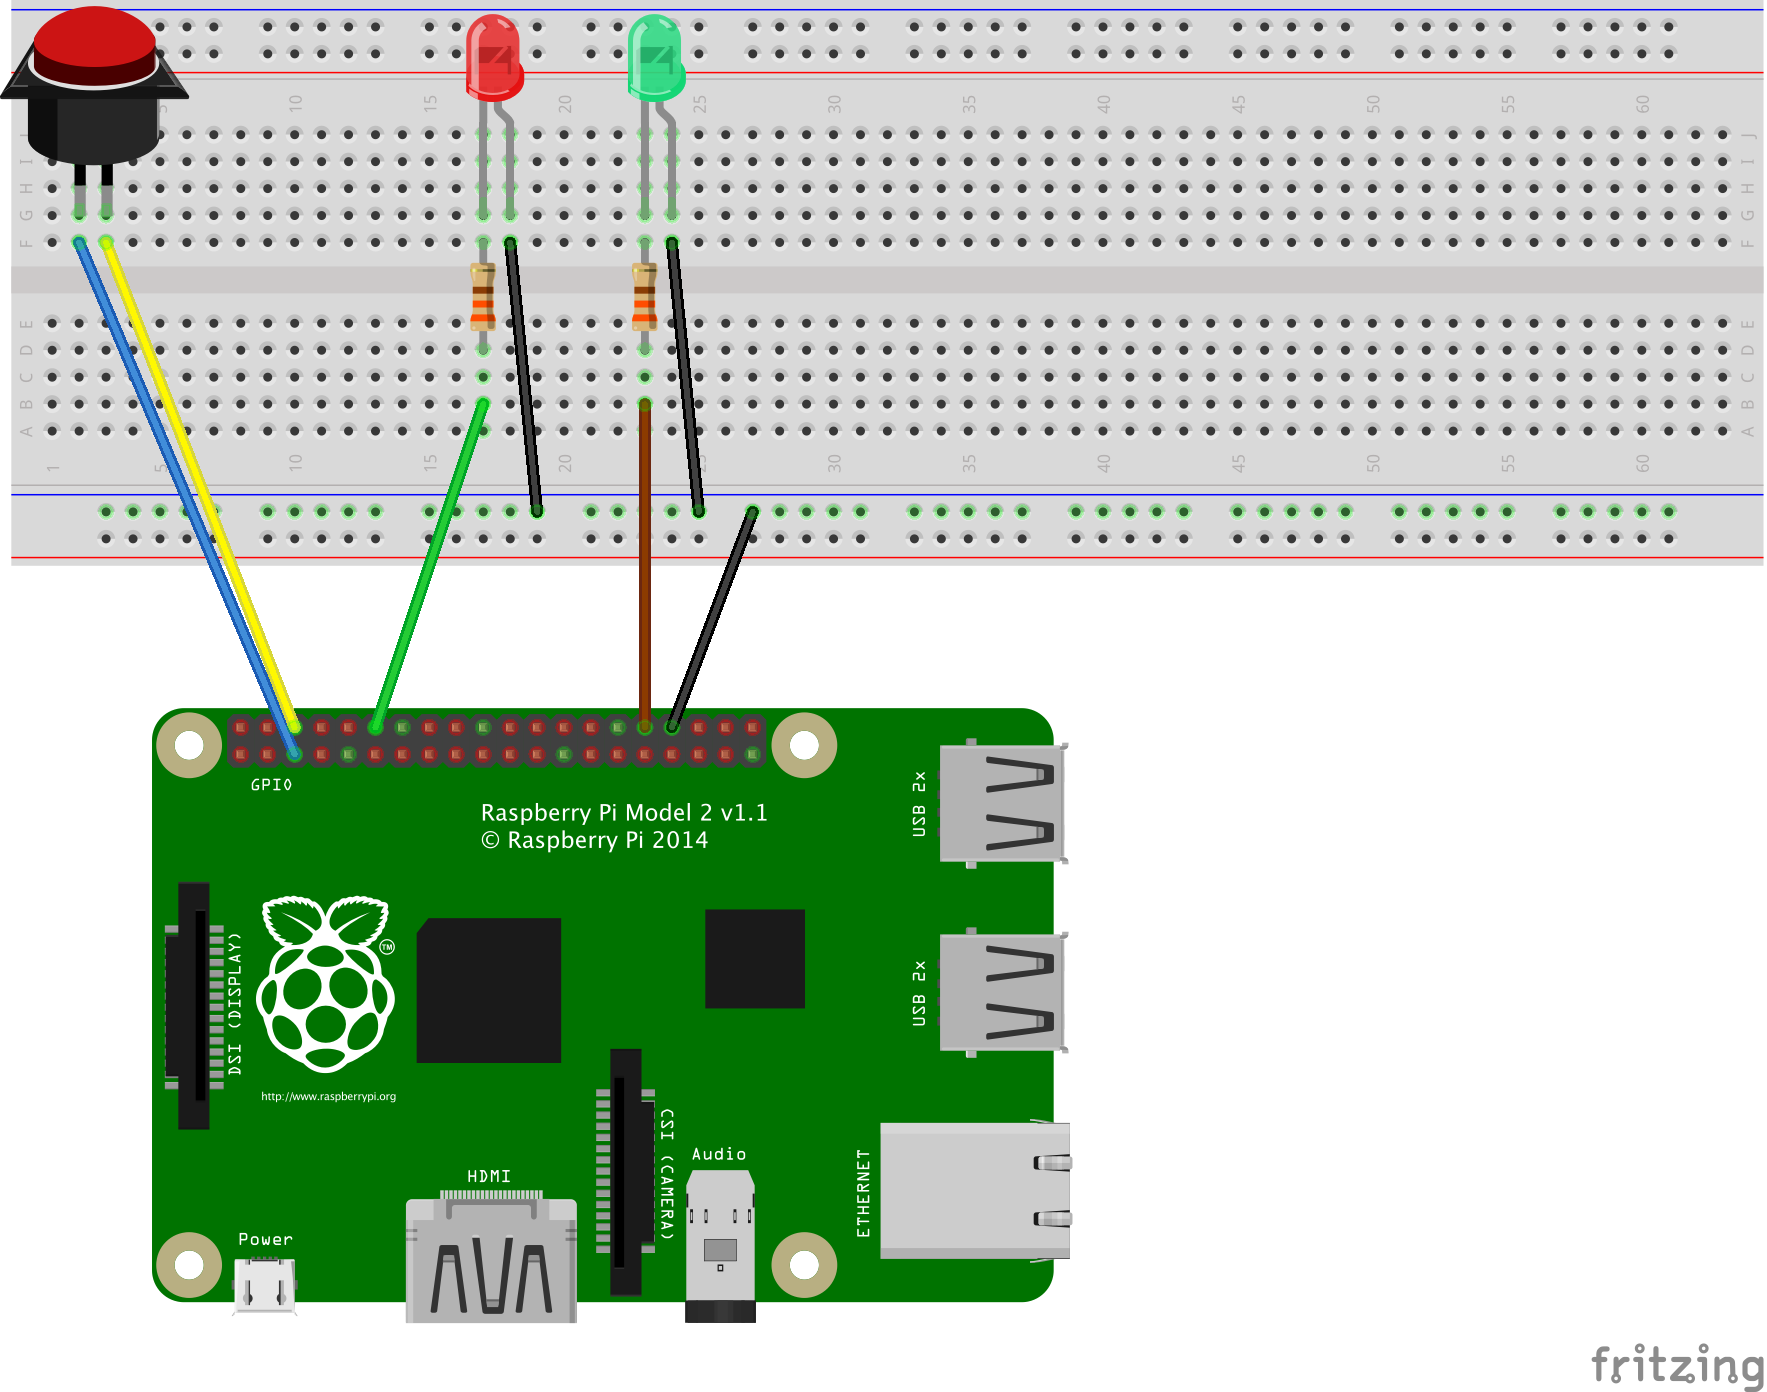 5 10 15 20 25 30 35 40 45 50 55 60
J J
I I
H H
G G
F F
E E
D D
C C
B B
A A
1 5 10 15 20 25 30 35 40 45 50 55 60
GPIO
Raspberry Pi Model 2 v1.1
© Raspberry Pi 2014
USB 2x
DSI (DISPLAY)
TM
USB 2x
http://www.raspberrypi.org
CSI (CAMERA)
Audio
ETHERNET
HDMI
Power
fritzing